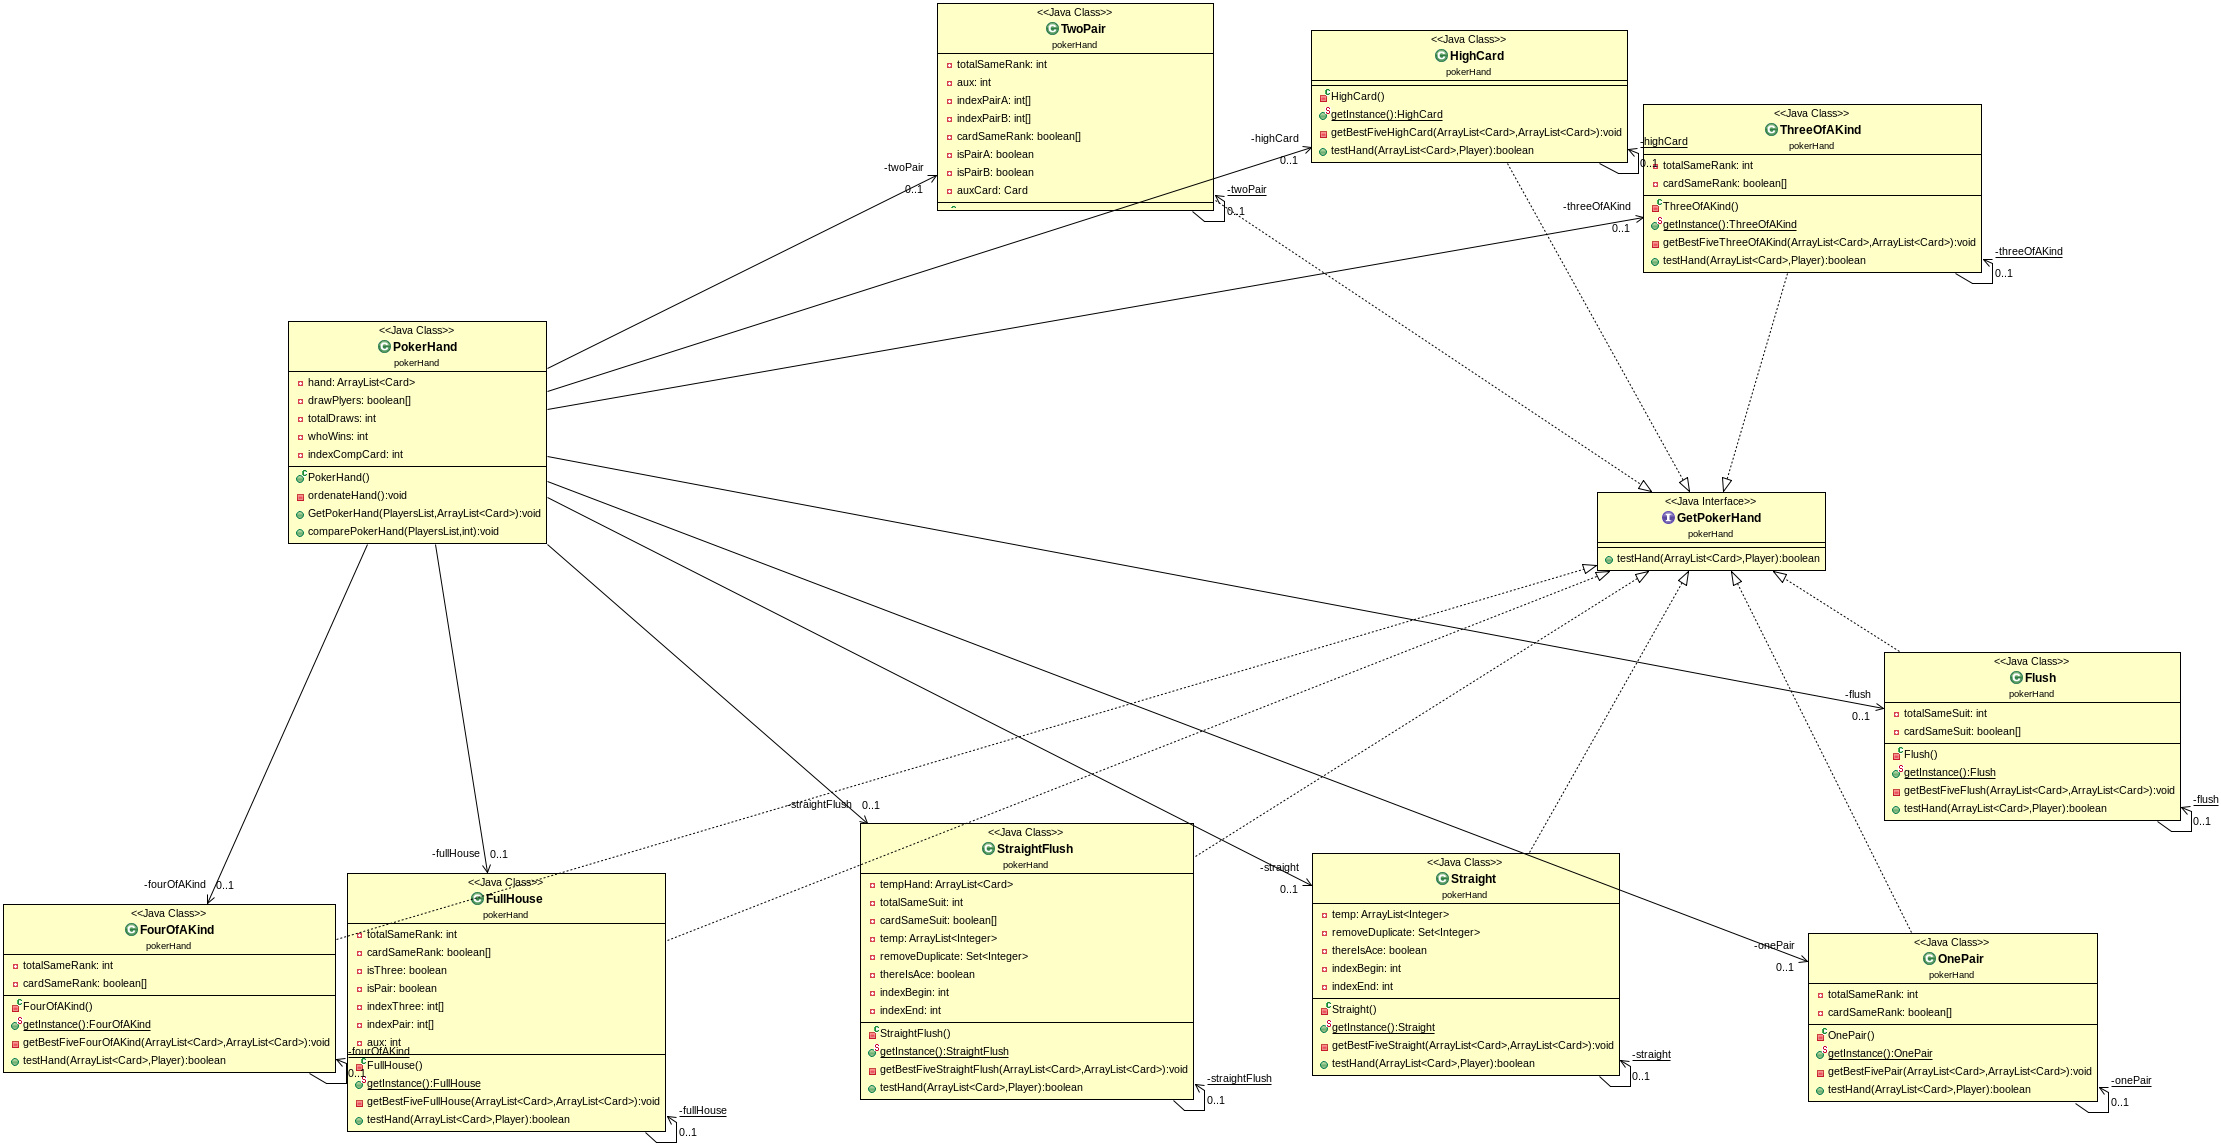 <<Java Class>>
TwoPair
pokerHand
totalSameRank: int
aux: int
indexPairA: int[]
indexPairB: int[]
cardSameRank: boolean[]
isPairA: boolean
isPairB: boolean
auxCard: Card
-twoPair
0..1
-twoPair
0..1
<<Java Class>>
HighCard
pokerHand
HighCard()
getInstance():HighCard
getBestFiveHighCard(ArrayList<Card>,ArrayList<Card>):void
testHand(ArrayList<Card>,Player):boolean
-highCard
0..1
-highCard
0..1
<<Java Class>>
ThreeOfAKind
pokerHand
totalSameRank: int
cardSameRank: boolean[]
ThreeOfAKind()
getInstance():ThreeOfAKind
getBestFiveThreeOfAKind(ArrayList<Card>,ArrayList<Card>):void
testHand(ArrayList<Card>,Player):boolean
-threeOfAKind
0..1
-threeOfAKind
0..1
<<Java Class>>
PokerHand
pokerHand
hand: ArrayList<Card>
drawPlyers: boolean[]
totalDraws: int
whoWins: int
indexCompCard: int
PokerHand()
ordenateHand():void
GetPokerHand(PlayersList,ArrayList<Card>):void
comparePokerHand(PlayersList,int):void
<<Java Interface>>
GetPokerHand
pokerHand
testHand(ArrayList<Card>,Player):boolean
<<Java Class>>
Flush
pokerHand
totalSameSuit: int
cardSameSuit: boolean[]
Flush()
getInstance():Flush
getBestFiveFlush(ArrayList<Card>,ArrayList<Card>):void
testHand(ArrayList<Card>,Player):boolean
-flush
0..1
-flush
0..1
-fourOfAKind
0..1
<<Java Class>>
FourOfAKind
pokerHand
totalSameRank: int
cardSameRank: boolean[]
FourOfAKind()
getInstance():FourOfAKind
getBestFiveFourOfAKind(ArrayList<Card>,ArrayList<Card>):void
testHand(ArrayList<Card>,Player):boolean
-fourOfAKind
0..1
-fullHouse
0..1
<<Java Class>>
FullHouse
pokerHand
totalSameRank: int
cardSameRank: boolean[]
isThree: boolean
isPair: boolean
indexThree: int[]
indexPair: int[]
aux: int
FullHouse()
getInstance():FullHouse
getBestFiveFullHouse(ArrayList<Card>,ArrayList<Card>):void
testHand(ArrayList<Card>,Player):boolean
-fullHouse
0..1
-straightFlush
0..1
<<Java Class>>
StraightFlush
pokerHand
tempHand: ArrayList<Card>
totalSameSuit: int
cardSameSuit: boolean[]
temp: ArrayList<Integer>
removeDuplicate: Set<Integer>
thereIsAce: boolean
indexBegin: int
indexEnd: int
StraightFlush()
getInstance():StraightFlush
getBestFiveStraightFlush(ArrayList<Card>,ArrayList<Card>):void
testHand(ArrayList<Card>,Player):boolean
-straightFlush
0..1
-straight
0..1
<<Java Class>>
Straight
pokerHand
temp: ArrayList<Integer>
removeDuplicate: Set<Integer>
thereIsAce: boolean
indexBegin: int
indexEnd: int
Straight()
getInstance():Straight
getBestFiveStraight(ArrayList<Card>,ArrayList<Card>):void
testHand(ArrayList<Card>,Player):boolean
-straight
0..1
-onePair
0..1
<<Java Class>>
OnePair
pokerHand
totalSameRank: int
cardSameRank: boolean[]
OnePair()
getInstance():OnePair
getBestFivePair(ArrayList<Card>,ArrayList<Card>):void
testHand(ArrayList<Card>,Player):boolean
-onePair
0..1